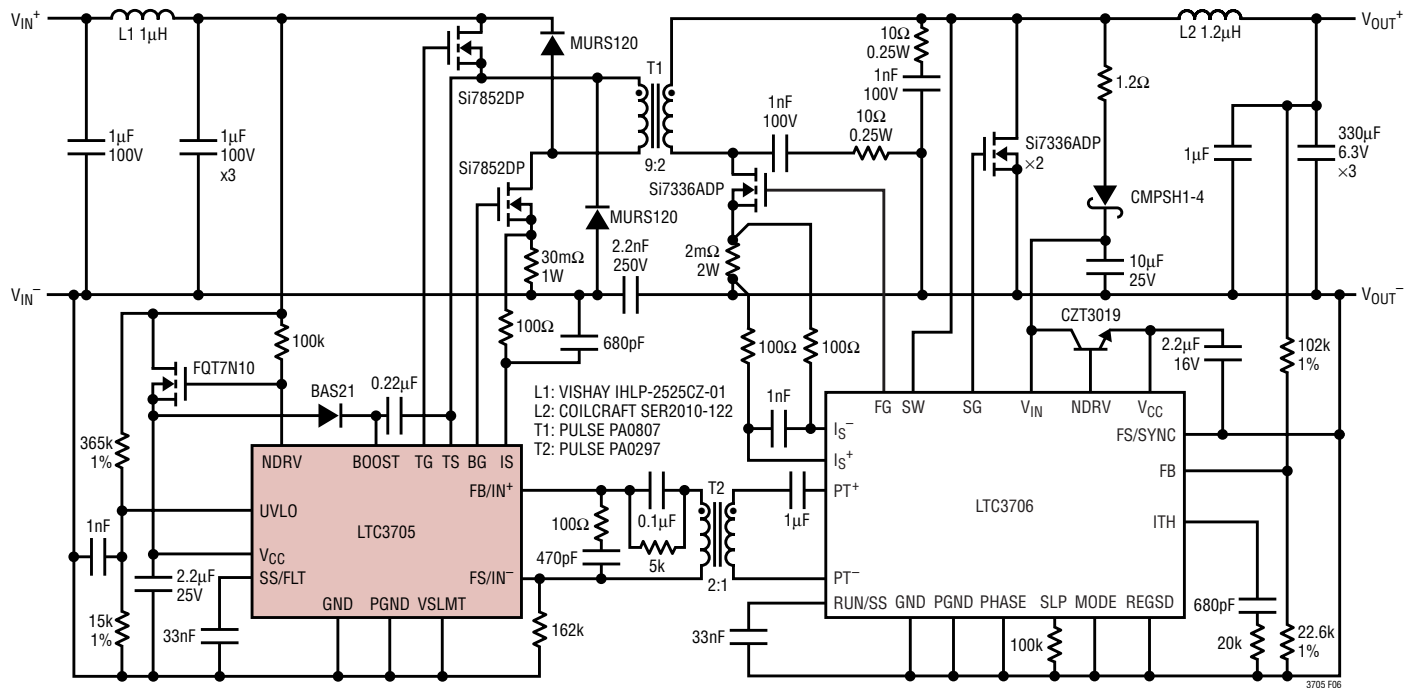 VIN+
L1 1µH
1µF
100V
1µF
100V
x3
Si7852DP
MURS120
T1
9:2
Si7852DP
MURS120
30mΩ
1W
2.2nF
250V
1nF
100V
10Ω
0.25W
10Ω
0.25W
1nF
100V
Si7336ADP
2mΩ
2W
Si7336ADP
×2
1.2Ω
CMPSH1-4
10µF
25V
L2 1.2µH
VOUT+
1µF
330µF
6.3V
×3
VIN−
VOUT−
100k
FQT7N10
BAS21
0.22µF
100Ω
680pF
100Ω
100Ω
1nF
CZT3019
2.2µF
16V
102k
1%
L1: VISHAY IHLP-2525CZ-01
L2: COILCRAFT SER2010-122
T1: PULSE PA0807
T2: PULSE PA0297
365k
1%
1nF
15k
1%
2.2µF
25V
33nF
NDRV
BOOST
TG
TS
BG
IS
FB/IN+
UVLO
LTC3705
VCC
SS/FLT
FS/IN−
GND
PGND
VSLMT
162k
100Ω
470pF
0.1µF
5k
T2
2:1
1µF
FG
SW
SG
VIN
NDRV
VCC
IS−
IS+
PT+
LTC3706
FS/SYNC
FB
ITH
PT−
RUN/SS
GND
PGND
PHASE
SLP
MODE
REGSD
33nF
100k
680pF
20k
22.6k
1%
3705 F06